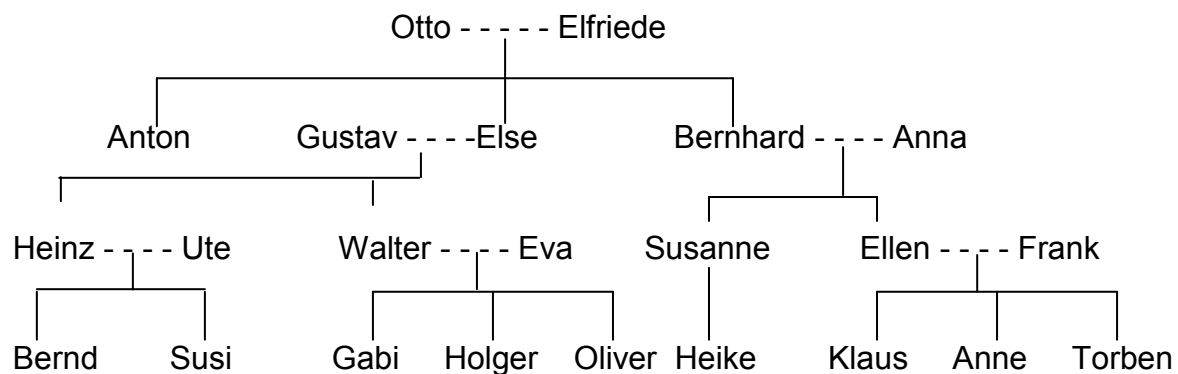 Otto - - - - - Elfriede
Anton Gustav - - - -Else Bernhard - - - - Anna
Heinz - - - - Ute Walter - - - - Eva Susanne Ellen - - - - Frank
Bernd Susi Gabi Holger Oliver Heike Klaus Anne Torben